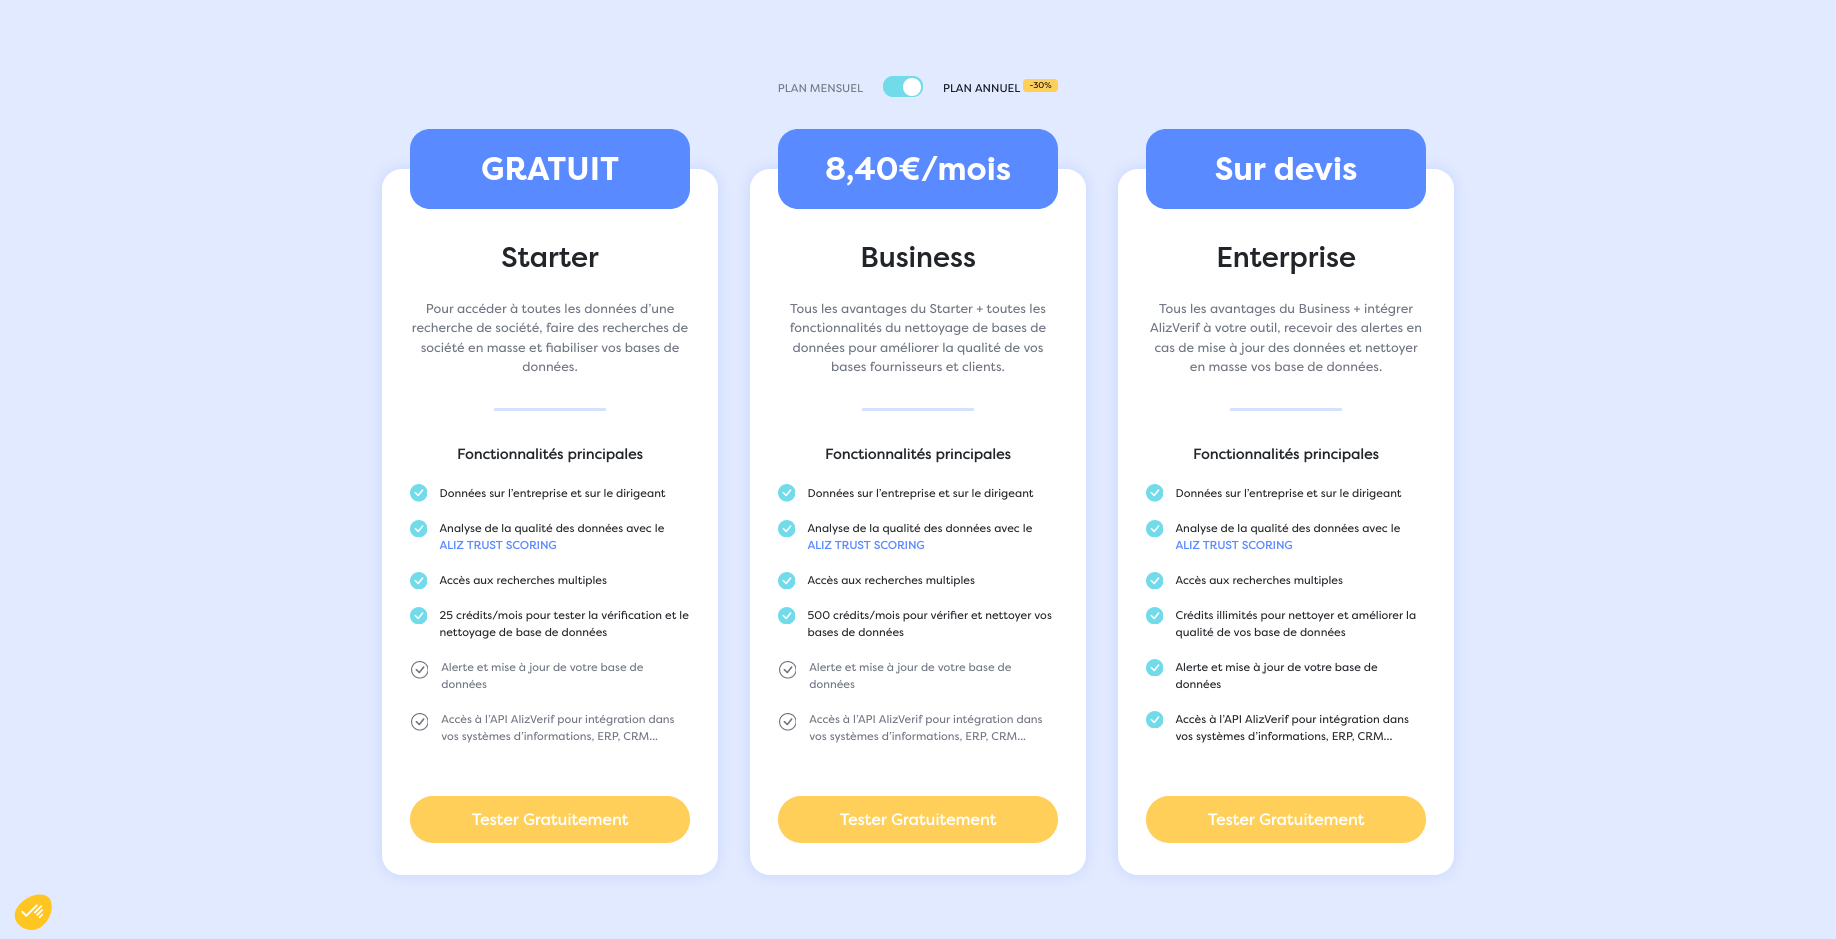 PLAN MENSUEL
PLAN ANNUEL -30%
GRATUIT
Starter
Pour accéder à toutes les données d'une
recherche de société, faire des recherches de
société en masse et fiabiliser vos bases de
données.
Fonctionnalités principales
Données sur l'entreprise et sur le dirigeant
Analyse de la qualité des données avec le
ALIZ TRUST SCORING
Accès aux recherches multiples
25 crédits/mois pour tester la vérification et le
nettoyage de base de données
Alerte et mise à jour de votre base de
données
Accès à l'API AlizVerif pour intégration dans
vos systèmes d'informations, ERP, CRM...
Tester Gratuitement
8,40€/mois
Business
Tous les avantages du Starter + toutes les
fonctionnalités du nettoyage de bases de
données pour améliorer la qualité de vos
bases fournisseurs et clients.
Fonctionnalités principales
Données sur l'entreprise et sur le dirigeant
Analyse de la qualité des données avec le
ALIZ TRUST SCORING
Accès aux recherches multiples
500 crédits/mois pour vérifier et nettoyer vos
bases de données
Alerte et mise à jour de votre base de
données
Accès à l'API AlizVerif pour intégration dans
vos systèmes d'informations, ERP, CRM...
Tester Gratuitement
Sur devis
Enterprise
Tous les avantages du Business + intégrer
AlizVerif à votre outil, recevoir des alertes en
cas de mise à jour des données et nettoyer
en masse vos base de données.
Fonctionnalités principales
Données sur l'entreprise et sur le dirigeant
Analyse de la qualité des données avec le
ALIZ TRUST SCORING
Accès aux recherches multiples
Crédits illimités pour nettoyer et améliorer la
qualité de vos base de données
Alerte et mise à jour de votre base de
données
Accès à l'API AlizVerif pour intégration dans
vos systèmes d'informations, ERP, CRM...
Tester Gratuitement